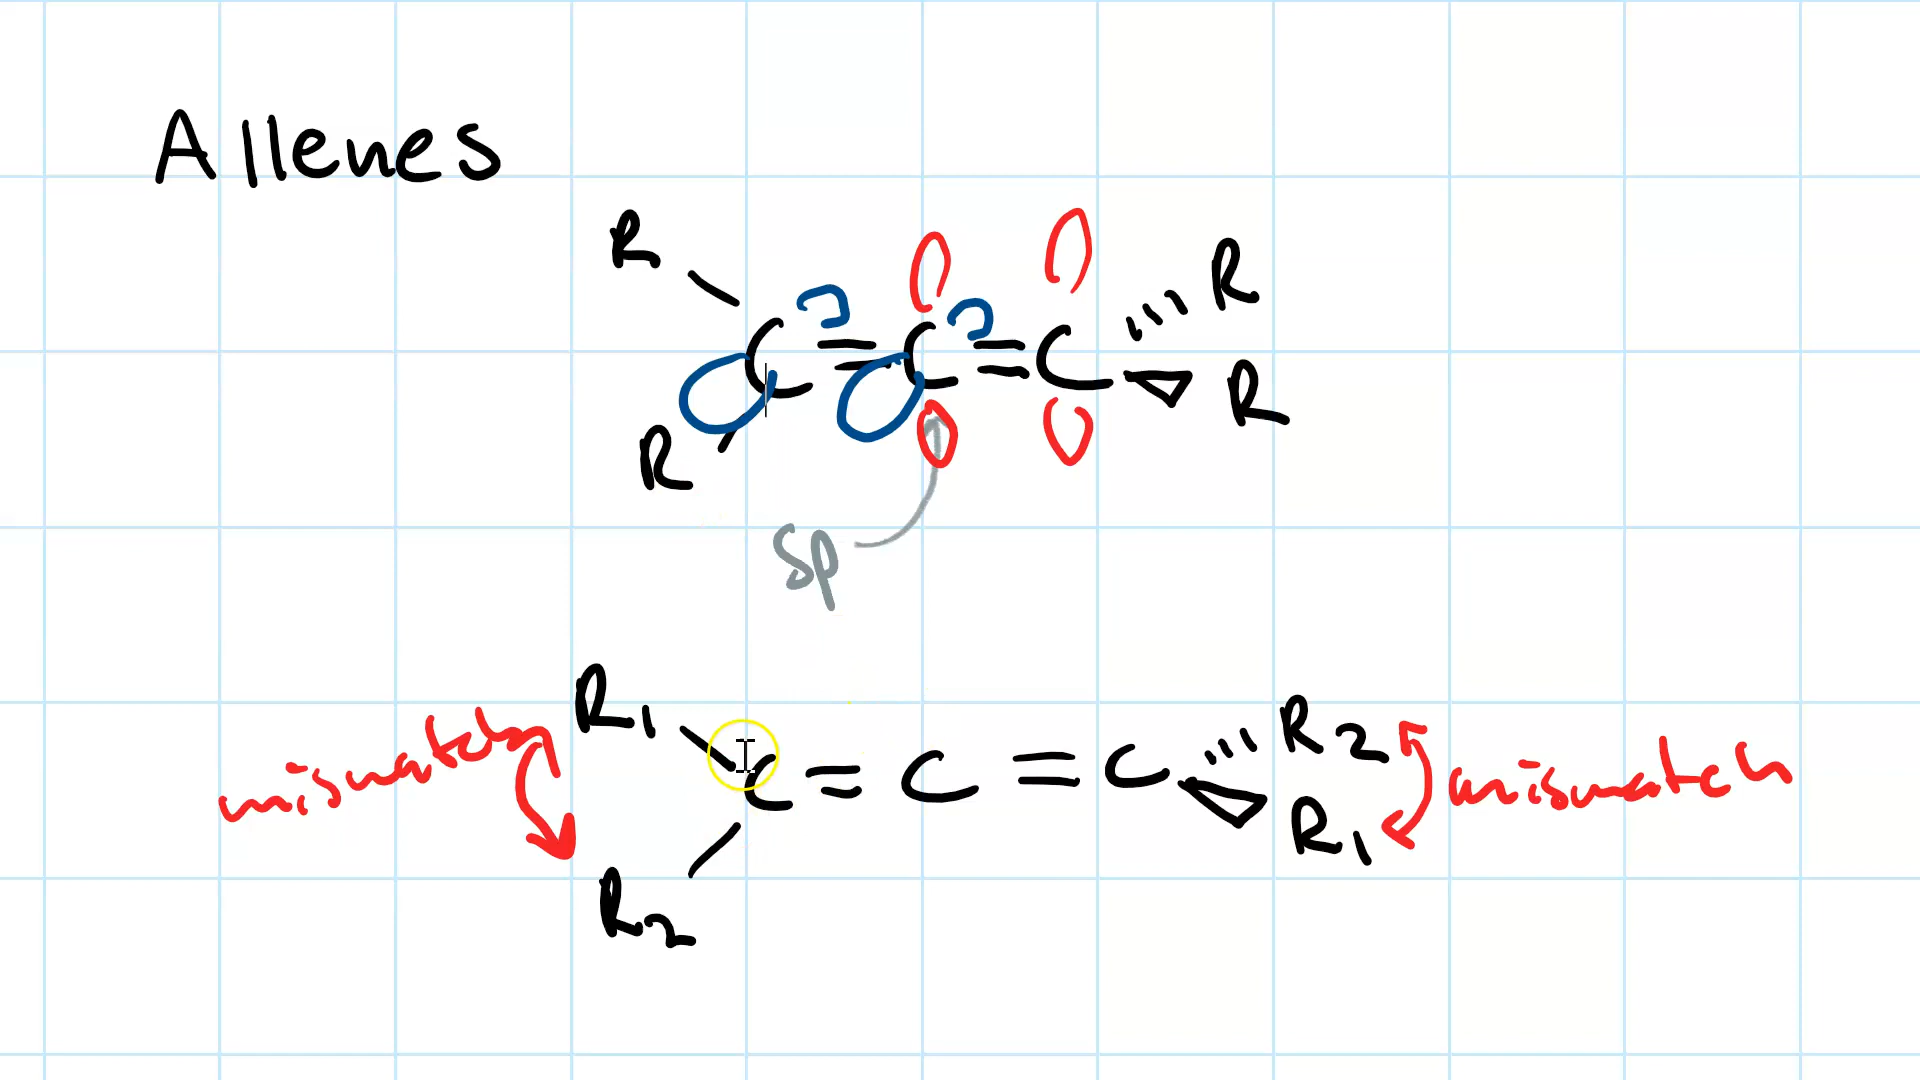 Allenes
R
R
C = C = C
R
R
sp
R1
R2
mismatch
C = C = C
mismatch
R2
R1